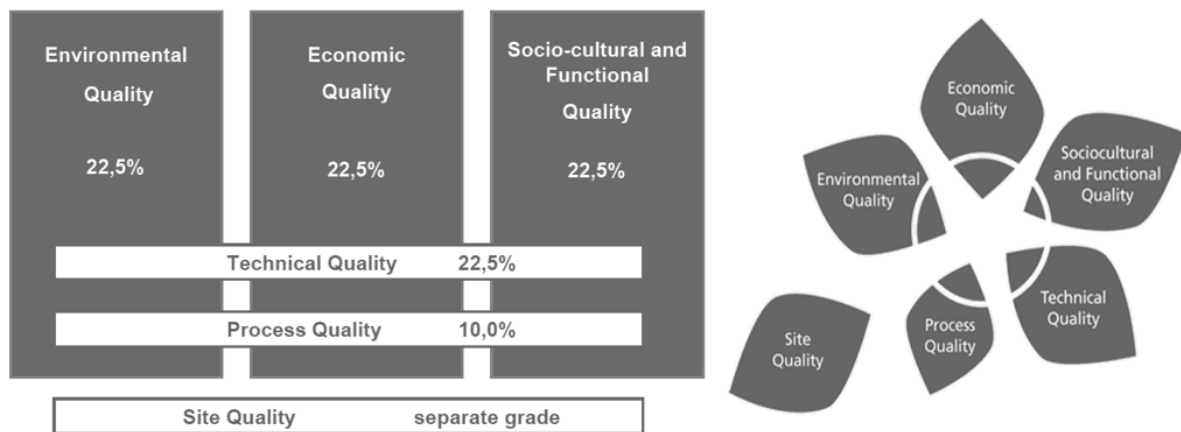 Environmental
Quality
22,5%
Economic
Quality
22,5%
Socio-cultural and
Functional
Quality
22,5%
Technical Quality 22,5%
Process Quality 10,0%
Site Quality separate grade
Economic
Quality
Sociocultural
and Functional
Quality
Environmental
Quality
Technical
Quality
Process
Quality
Site
Quality